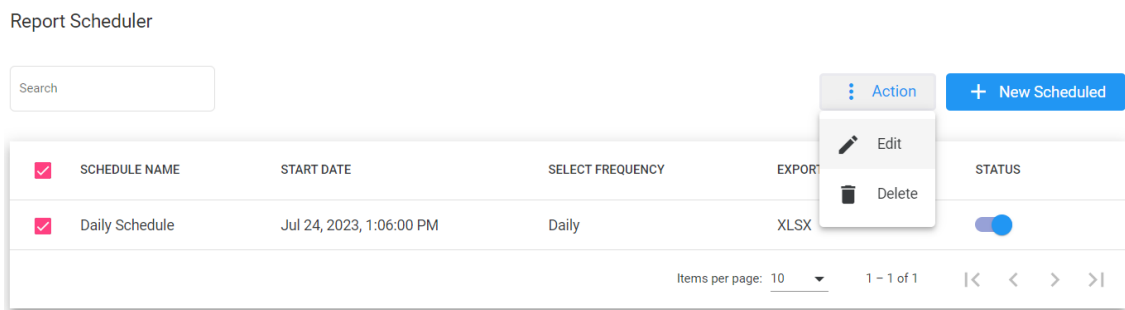 Report Scheduler
Search
Action
+ New Scheduled
Edit
Delete
SCHEDULE NAME START DATE SELECT FREQUENCY EXPORT STATUS
Daily Schedule Jul 24, 2023, 1:06:00 PM Daily XLSX
Items per page: 10 1 – 1 of 1